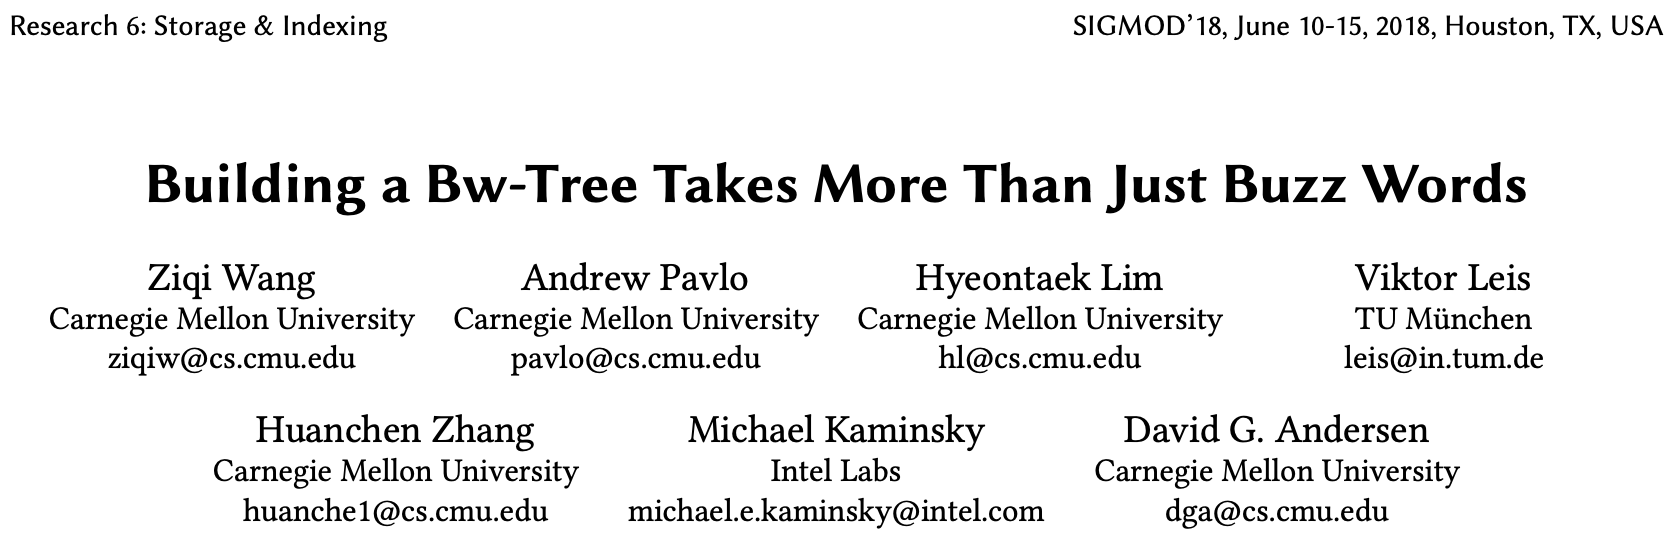 Research 6: Storage & Indexing SIGMOD'18, June 10-15, 2018, Houston, TX, USA
Building a Bw-Tree Takes More Than Just Buzz Words
Ziqi Wang Andrew Pavlo Hyeontaek Lim Viktor Leis
Carnegie Mellon University Carnegie Mellon University Carnegie Mellon University TU München
ziqiw@cs.cmu.edu pavlo@cs.cmu.edu hl@cs.cmu.edu leis@in.tum.de
Huanchen Zhang Michael Kaminsky David G. Andersen
Carnegie Mellon University Intel Labs Carnegie Mellon University
huanche1@cs.cmu.edu michael.e.kaminsky@intel.com dga@cs.cmu.edu